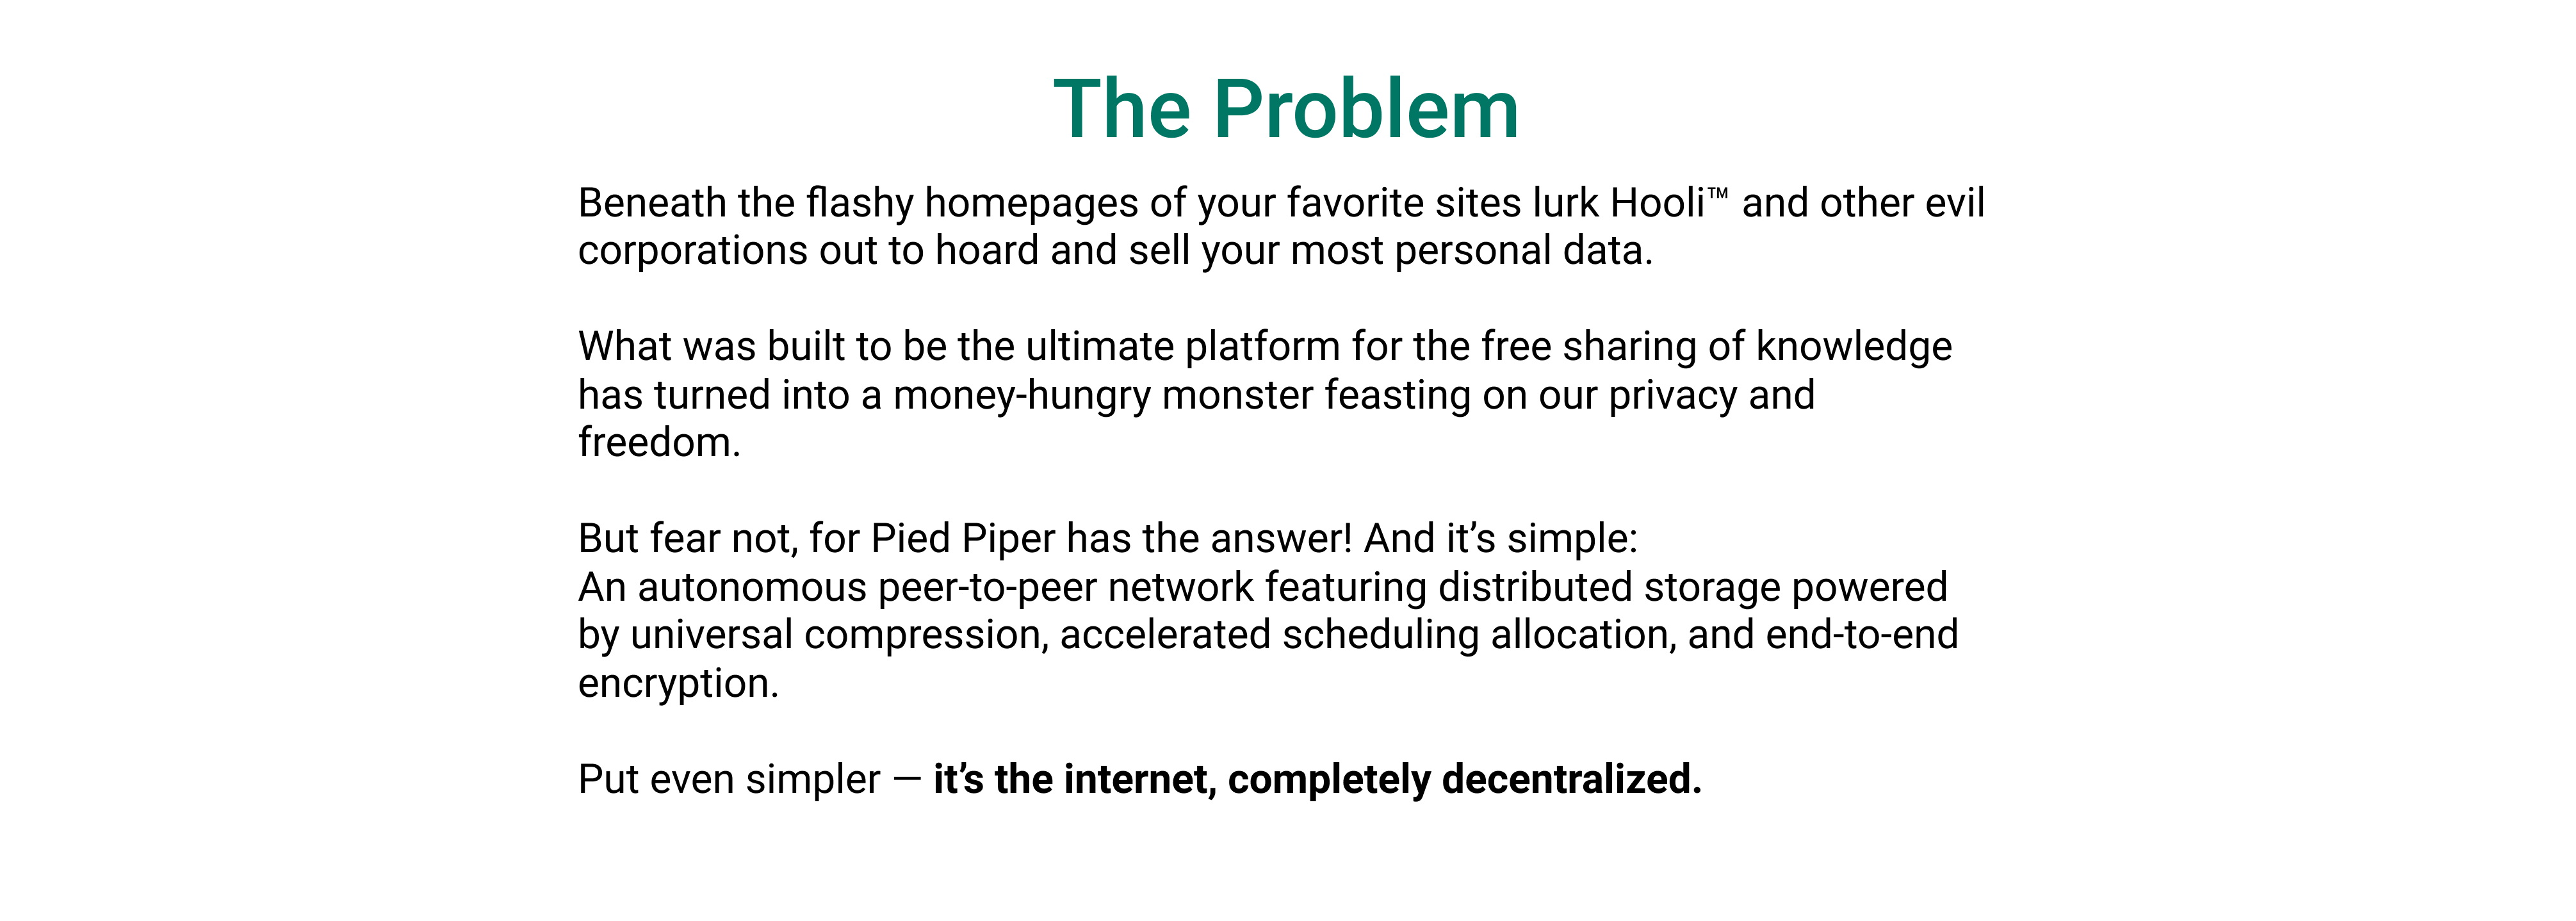 The Problem
Beneath the flashy homepages of your favorite sites lurk Hooli™ and other evil
corporations out to hoard and sell your most personal data.
What was built to be the ultimate platform for the free sharing of knowledge
has turned into a money-hungry monster feasting on our privacy and
freedom.
But fear not, for Pied Piper has the answer! And it’s simple:
An autonomous peer-to-peer network featuring distributed storage powered
by universal compression, accelerated scheduling allocation, and end-to-end
encryption.
Put even simpler — it’s the internet, completely decentralized.